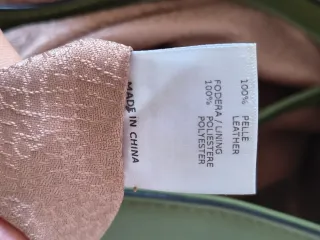 100% PELLE
LEATHER
FODERA / LINING
100% POLIESTERE
POLYESTER
MADE IN CHINA